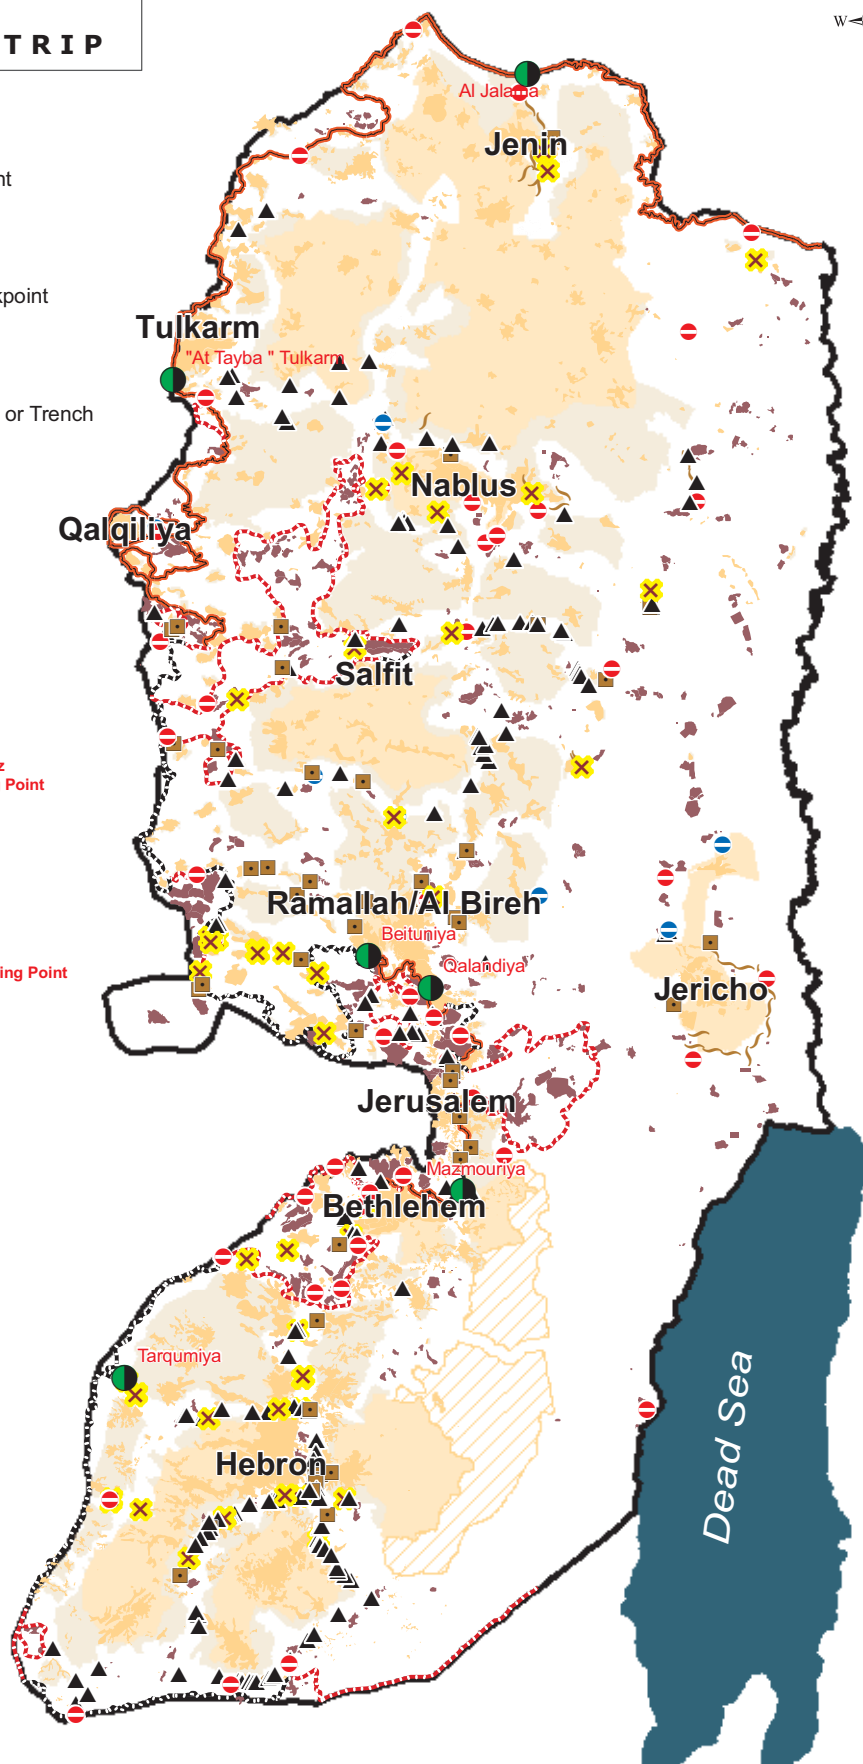 TRIP
W
nt
kpoint
or Trench
z
Point
ing Point
Al Jalama
Jenin
Tulkarm
"At Tayba " Tulkarm
Nablus
Qalqiliya
Salfit
Ramallah/Al Bireh
Beituniya
Qalandiya
Jericho
Jerusalem
Mazmouriya
Bethlehem
Tarqumiya
Hebron
Dead Sea